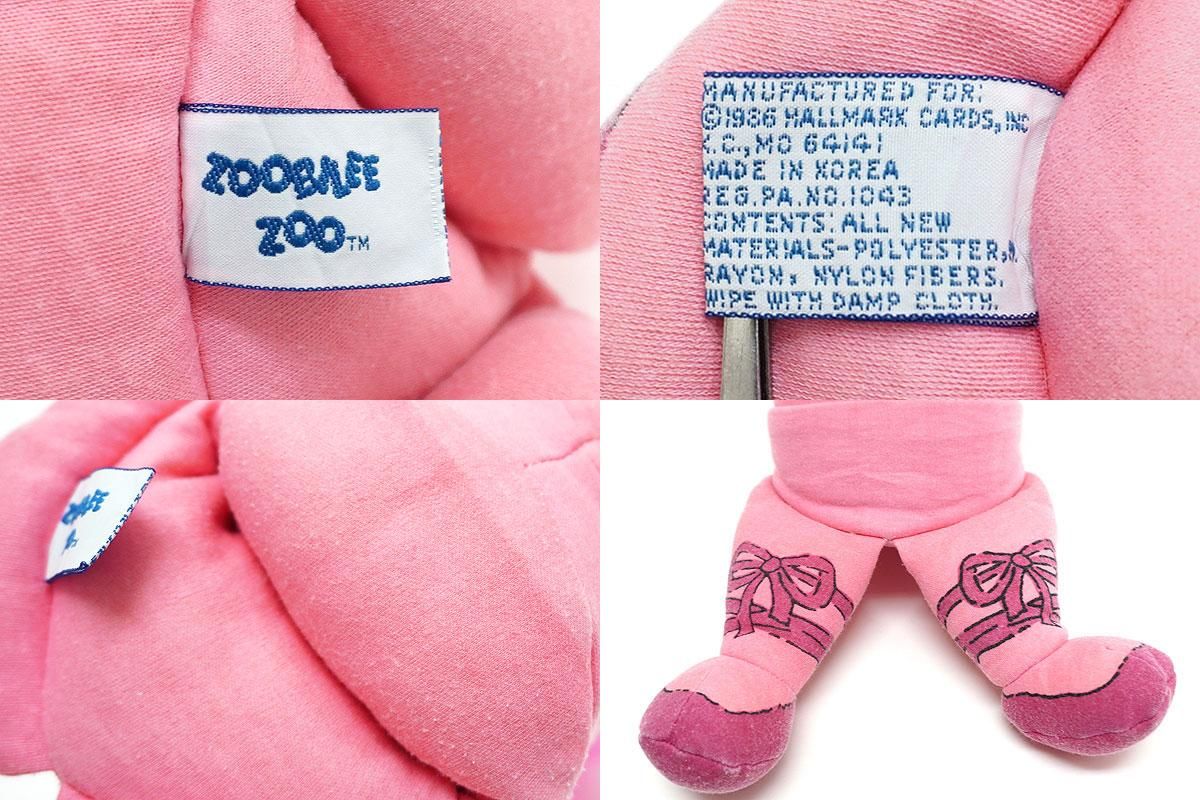 ZOOBILEE
ZOO™
MANUFACTURED FOR:
©1986 HALLMARK CARDS, INC
K.C., MO 64141
MADE IN KOREA
REG. PA. NO. 1043
CONTENTS: ALL NEW
MATERIALS-POLYESTER,
RAYON, NYLON FIBERS.
WIPE WITH DAMP CLOTH.